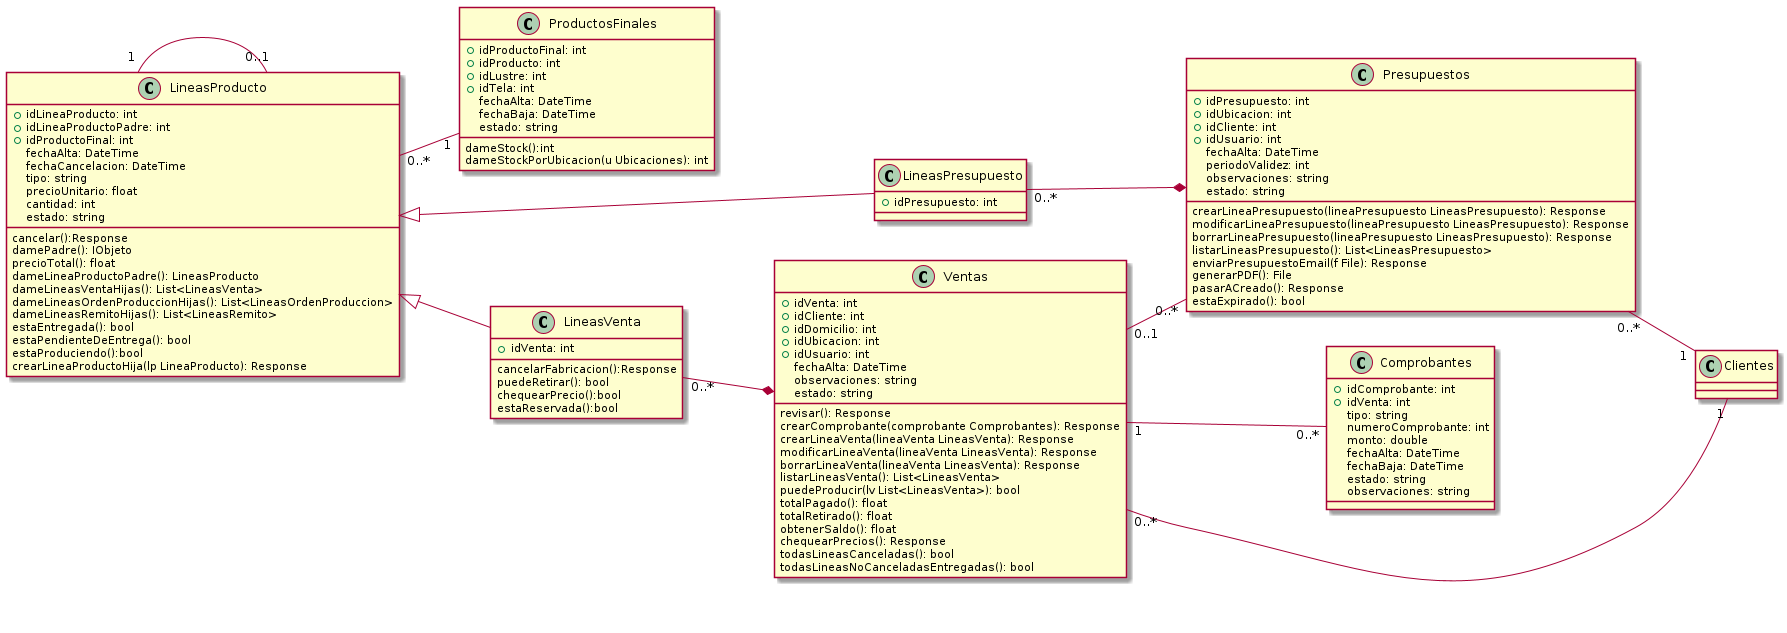 1
0..1
C LineasProducto
idLineaProducto: int
idLineaProductoPadre: int
idProductoFinal: int
fechaAlta: DateTime
fechaCancelacion: DateTime
tipo: string
precioUnitario: float
cantidad: int
estado: string
cancelar():Response
damePadre(): IObjeto
precioTotal(): float
dameLineaProductoPadre(): LineasProducto
dameLineasVentaHijas(): List<LineasVenta>
dameLineasOrdenProduccionHijas(): List<LineasOrdenProduccion>
dameLineasRemitoHijas(): List<LineasRemito>
estaEntregada(): bool
estaPendienteDeEntrega(): bool
estaProduciendo():bool
crearLineaProductoHija(lp LineaProducto): Response
0..*
1
C ProductosFinales
idProductoFinal: int
idProducto: int
idLustre: int
idTela: int
fechaAlta: DateTime
fechaBaja: DateTime
estado: string
dameStock():int
dameStockPorUbicacion(u Ubicaciones): int
C LineasPresupuesto
idPresupuesto: int
0..*
C LineasVenta
idVenta: int
cancelarFabricacion():Response
puedeRetirar(): bool
chequearPrecio():bool
estaReservada():bool
0..*
C Ventas
idVenta: int
idCliente: int
idDomicilio: int
idUbicacion: int
idUsuario: int
fechaAlta: DateTime
observaciones: string
estado: string
revisar(): Response
crearComprobante(comprobante Comprobantes): Response
crearLineaVenta(lineaVenta LineasVenta): Response
modificarLineaVenta(lineaVenta LineasVenta): Response
borrarLineaVenta(lineaVenta LineasVenta): Response
listarLineasVenta(): List<LineasVenta>
puedeProducir(lv List<LineasVenta>): bool
totalPagado(): float
totalRetirado(): float
obtenerSaldo(): float
chequearPrecios(): Response
todasLineasCanceladas(): bool
todasLineasNoCanceladasEntregadas(): bool
0..*
0..1
1
0..*
0..*
C Presupuestos
idPresupuesto: int
idUbicacion: int
idCliente: int
idUsuario: int
fechaAlta: DateTime
periodoValidez: int
observaciones: string
estado: string
crearLineaPresupuesto(lineaPresupuesto LineasPresupuesto): Response
modificarLineaPresupuesto(lineaPresupuesto LineasPresupuesto): Response
borrarLineaPresupuesto(lineaPresupuesto LineasPresupuesto): Response
listarLineasPresupuesto(): List<LineasPresupuesto>
enviarPresupuestoEmail(f File): Response
generarPDF(): File
pasarACreado(): Response
estaExpirado(): bool
0..*
1
C Comprobantes
idComprobante: int
idVenta: int
tipo: string
numeroComprobante: int
monto: double
fechaAlta: DateTime
fechaBaja: DateTime
estado: string
observaciones: string
C Clientes
1